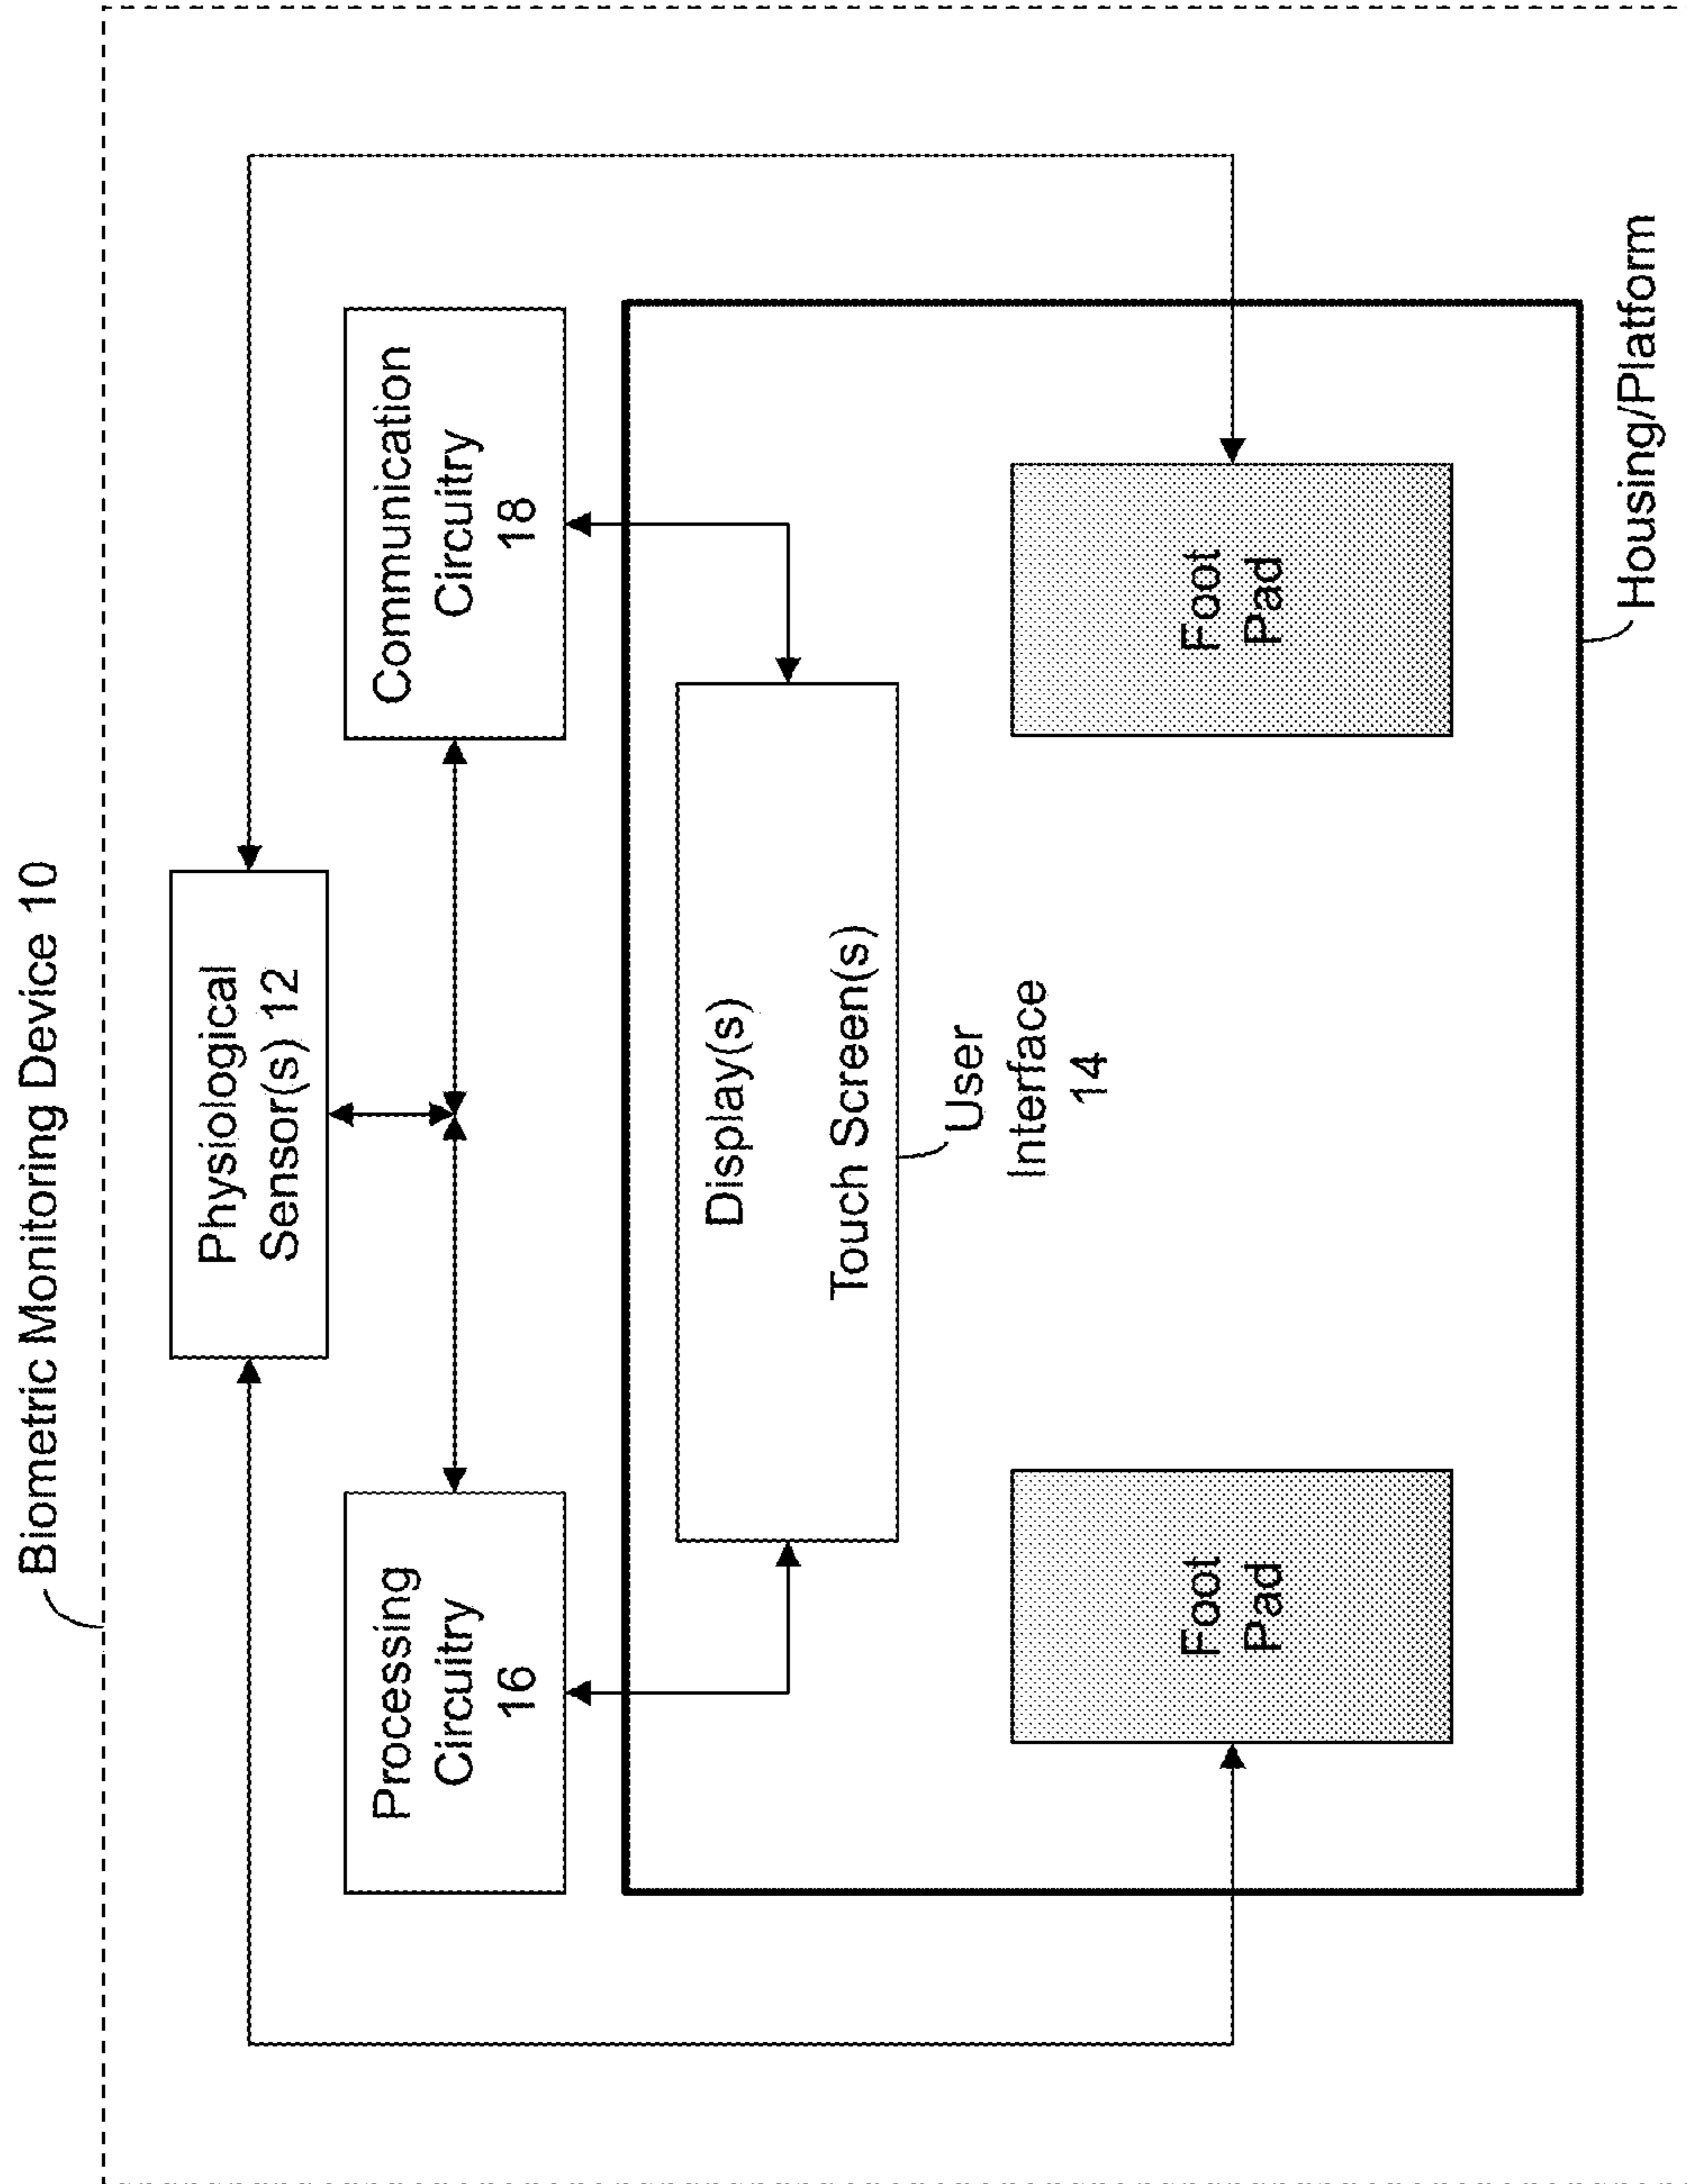 Biometric Monitoring Device 10
Physiological
Sensor(s) 12
Processing
Circuitry
16
Communication
Circuitry
18
Display(s)
Touch Screen(s)
User
Interface
14
Foot
Pad
Foot
Pad
Housing/Platform